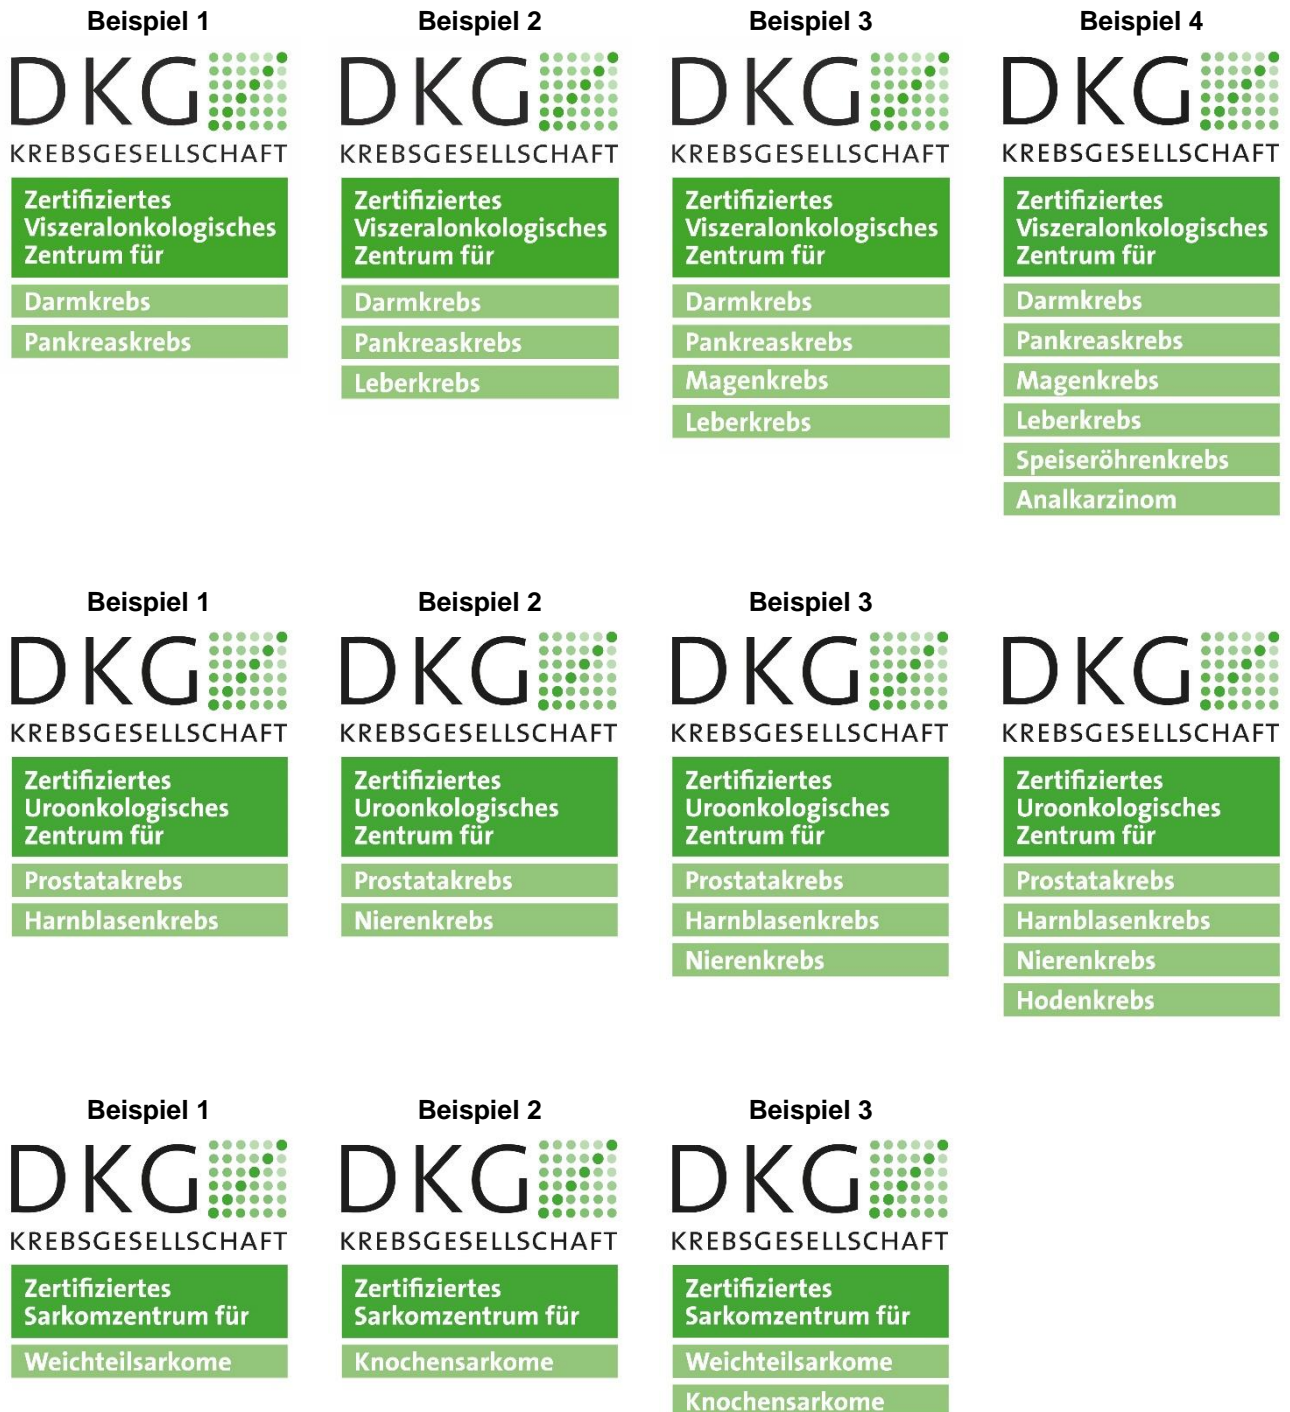 Beispiel 1
DKG
KREBSGESELLSCHAFT
Zertifiziertes
Viszeralonkologisches
Zentrum für
Darmkrebs
Pankreaskrebs
Beispiel 2
DKG
KREBSGESELLSCHAFT
Zertifiziertes
Viszeralonkologisches
Zentrum für
Darmkrebs
Pankreaskrebs
Leberkrebs
Beispiel 3
DKG
KREBSGESELLSCHAFT
Zertifiziertes
Viszeralonkologisches
Zentrum für
Darmkrebs
Pankreaskrebs
Magenkrebs
Leberkrebs
Beispiel 4
DKG
KREBSGESELLSCHAFT
Zertifiziertes
Viszeralonkologisches
Zentrum für
Darmkrebs
Pankreaskrebs
Magenkrebs
Leberkrebs
Speiseröhrenkrebs
Analkarzinom
Beispiel 1
DKG
KREBSGESELLSCHAFT
Zertifiziertes
Uroonkologisches
Zentrum für
Prostatakrebs
Harnblasenkrebs
Beispiel 2
DKG
KREBSGESELLSCHAFT
Zertifiziertes
Uroonkologisches
Zentrum für
Prostatakrebs
Nierenkrebs
Beispiel 3
DKG
KREBSGESELLSCHAFT
Zertifiziertes
Uroonkologisches
Zentrum für
Prostatakrebs
Harnblasenkrebs
Nierenkrebs
DKG
KREBSGESELLSCHAFT
Zertifiziertes
Uroonkologisches
Zentrum für
Prostatakrebs
Harnblasenkrebs
Nierenkrebs
Hodenkrebs
Beispiel 1
DKG
KREBSGESELLSCHAFT
Zertifiziertes
Sarkomzentrum für
Weichteilsarkome
Beispiel 2
DKG
KREBSGESELLSCHAFT
Zertifiziertes
Sarkomzentrum für
Knochensarkome
Beispiel 3
DKG
KREBSGESELLSCHAFT
Zertifiziertes
Sarkomzentrum für
Weichteilsarkome
Knochensarkome